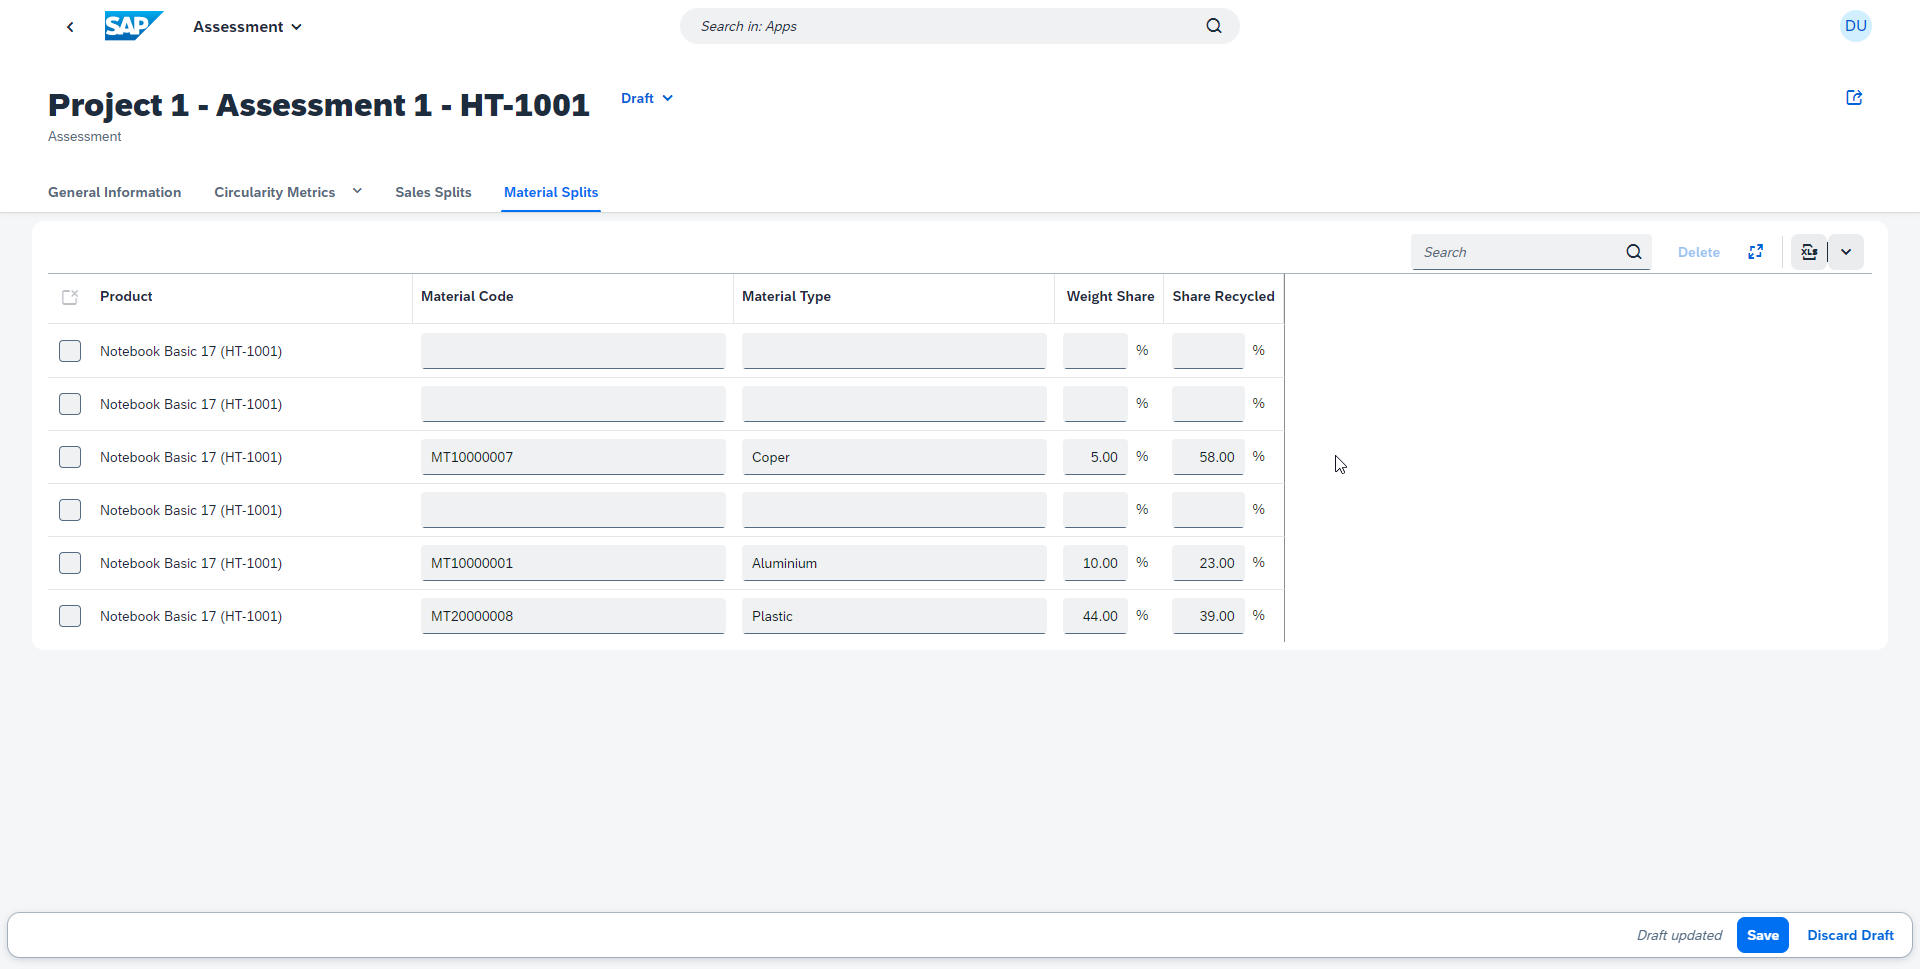 SAP Assessment Search in: Apps DU
Project 1 - Assessment 1 - HT-1001 Draft
Assessment
General Information Circularity Metrics Sales Splits Material Splits
Search Delete XLS
Product Material Code Material Type Weight Share Share Recycled
Notebook Basic 17 (HT-1001) % %
Notebook Basic 17 (HT-1001) % %
Notebook Basic 17 (HT-1001) MT10000007 Coper 5.00 % 58.00 %
Notebook Basic 17 (HT-1001) % %
Notebook Basic 17 (HT-1001) MT10000001 Aluminium 10.00 % 23.00 %
Notebook Basic 17 (HT-1001) MT20000008 Plastic 44.00 % 39.00 %
Draft updated Save Discard Draft